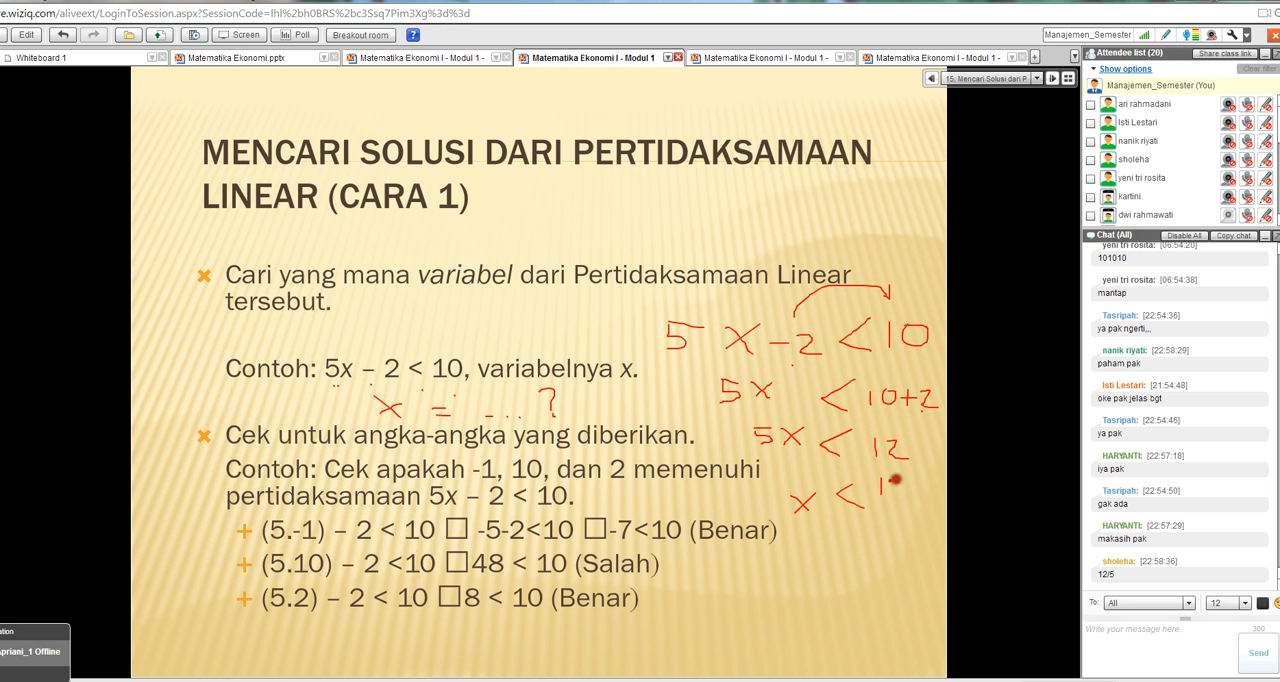 e.wiziq.com/aliveext/LoginToSession.aspx?SessionCode=lhl%2bh0BRS%2bc3Ssq7Pim3Xg%3d%3d
Edit
Screen
Poll
Breakout room
?
Manajemen_Semester
Whiteboard 1
Matematika Ekonomi.pptx
Matematika Ekonomi I - Modul 1 -
Matematika Ekonomi I - Modul 1
Matematika Ekonomi I - Modul 1 -
Matematika Ekonomi I - Modul 1 -
15. Mencari Solusi dari P
MENCARI SOLUSI DARI PERTIDAKSAMAAN
LINEAR (CARA 1)
Cari yang mana variabel dari Pertidaksamaan Linear
tersebut.
Contoh: 5x – 2 < 10, variabelnya x.
x = ... ?
Cek untuk angka-angka yang diberikan.
Contoh: Cek apakah -1, 10, dan 2 memenuhi
pertidaksamaan 5x – 2 < 10.
+ (5.-1) – 2 < 10 □ -5-2<10 □-7<10 (Benar)
+ (5.10) – 2 <10 □48 < 10 (Salah)
+ (5.2) – 2 < 10 □8 < 10 (Benar)
5 x - 2 < 10
5x < 10+2
5x < 12
x < 1
Attendee list (20)
Share class link
Show options
Clear filter
Manajemen_Semester (You)
ari rahmadani
Isti Lestari
nanik riyati
sholeha
yeni tri rosita
kartini
dwi rahmawati
Chat (All)
Disable All
Copy chat
yeni tri rosita: [06:54:20]
101010
yeni tri rosita: [06:54:38]
mantap
Tasripah: [22:54:36]
ya pak ngerti,,,
nanik riyati: [22:58:29]
paham pak
Isti Lestari: [21:54:48]
oke pak jelas bgt
Tasripah: [22:54:46]
ya pak
HARYANTI: [22:57:18]
iya pak
Tasripah: [22:54:50]
gak ada
HARYANTI: [22:57:29]
makasih pak
sholeha: [22:58:36]
12/5
To: All 12
Write your message here. 300
Send
ation
Apriani_1 Offline